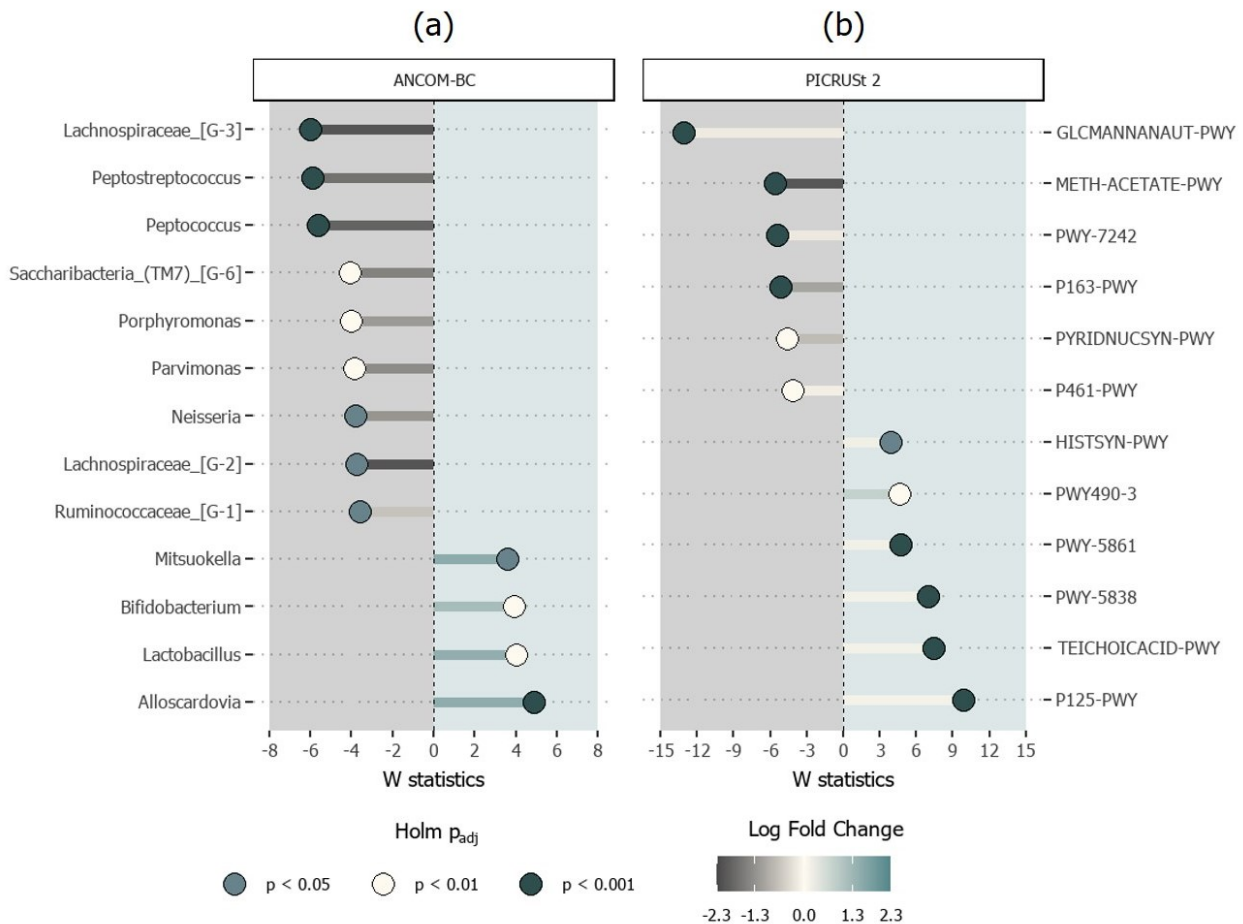 (a)
(b)
ANCOM-BC
PICRUSt 2
Lachnospiraceae_[G-3]
Peptostreptococcus
Peptococcus
Saccharibacteria_(TM7)_[G-6]
Porphyromonas
Parvimonas
Neisseria
Lachnospiraceae_[G-2]
Ruminococcaceae_[G-1]
Mitsuokella
Bifidobacterium
Lactobacillus
Alloscardovia
-8 -6 -4 -2 0 2 4 6 8
W statistics
GLCMANNANAUT-PWY
METH-ACETATE-PWY
PWY-7242
P163-PWY
PYRIDNUCSYN-PWY
P461-PWY
HISTSYN-PWY
PWY490-3
PWY-5861
PWY-5838
TEICHOICACID-PWY
P125-PWY
-15 -12 -9 -6 -3 0 3 6 9 12 15
W statistics
Holm padj
p < 0.05 p < 0.01 p < 0.001
Log Fold Change
-2.3 -1.3 0.0 1.3 2.3